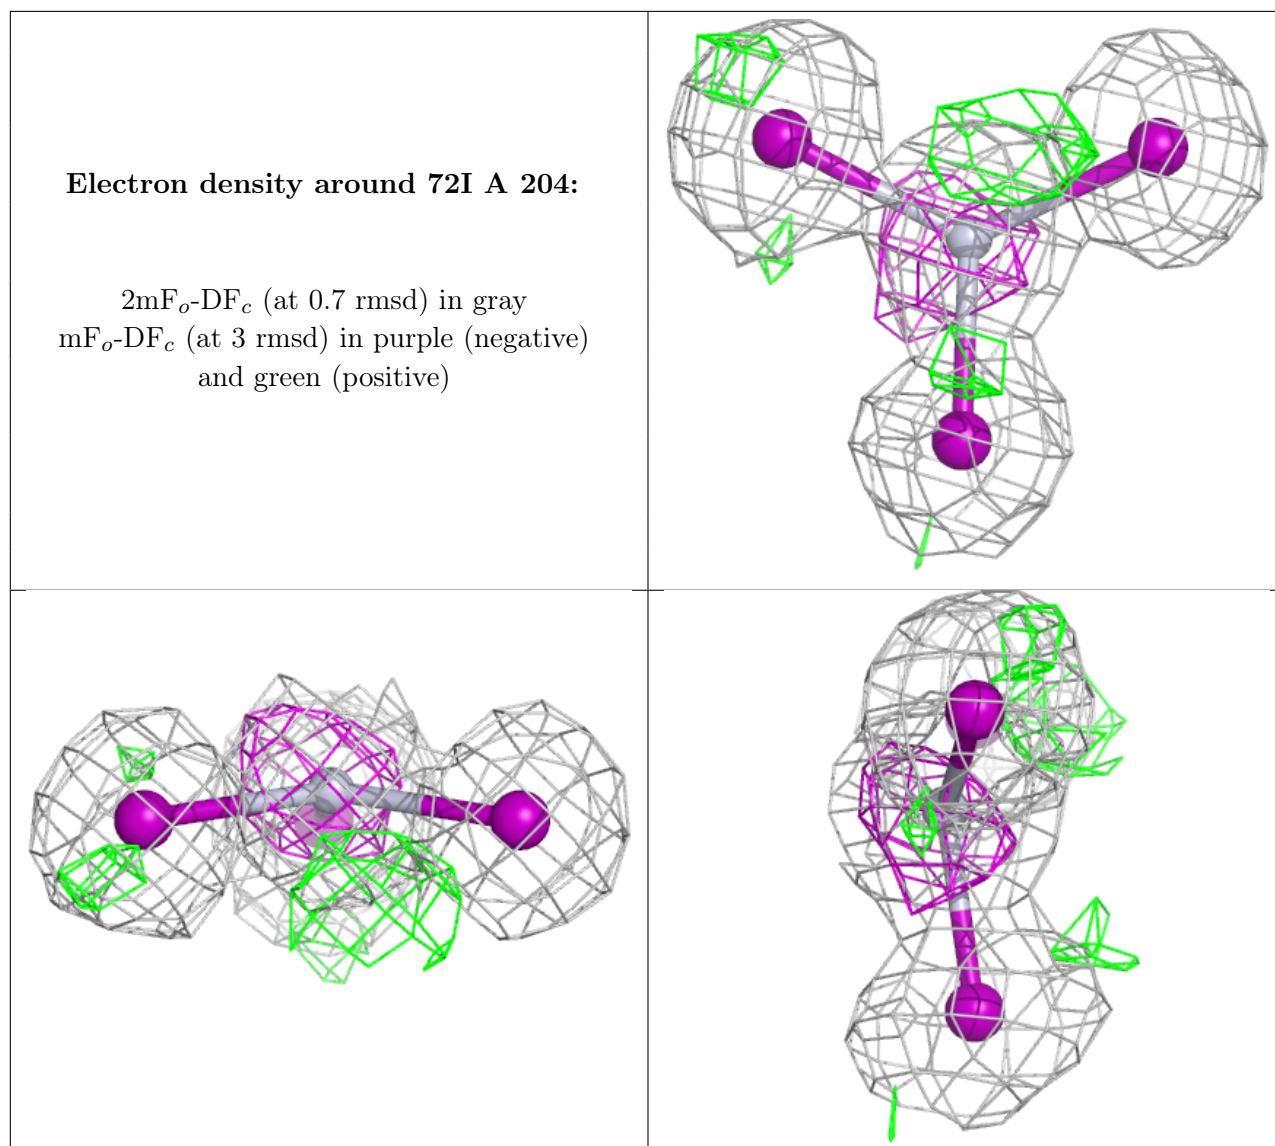 Electron density around 72I A 204:
2mFo-DFc (at 0.7 rmsd) in gray
mFo-DFc (at 3 rmsd) in purple (negative)
and green (positive)